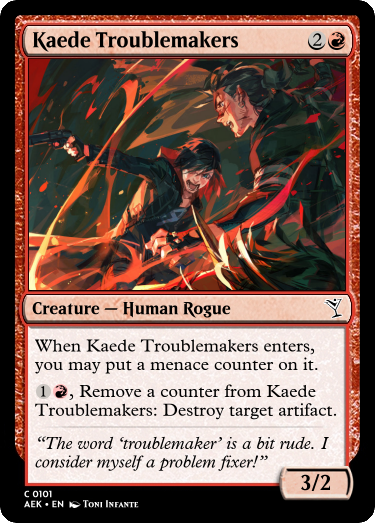 Kaede Troublemakers 2
Creature — Human Rogue
When Kaede Troublemakers enters,
you may put a menace counter on it.
1 , Remove a counter from Kaede
Troublemakers: Destroy target artifact.
“The word ‘troublemaker’ is a bit rude. I
consider myself a problem fixer!”
3/2
C 0101
AEK • EN Toni Infante